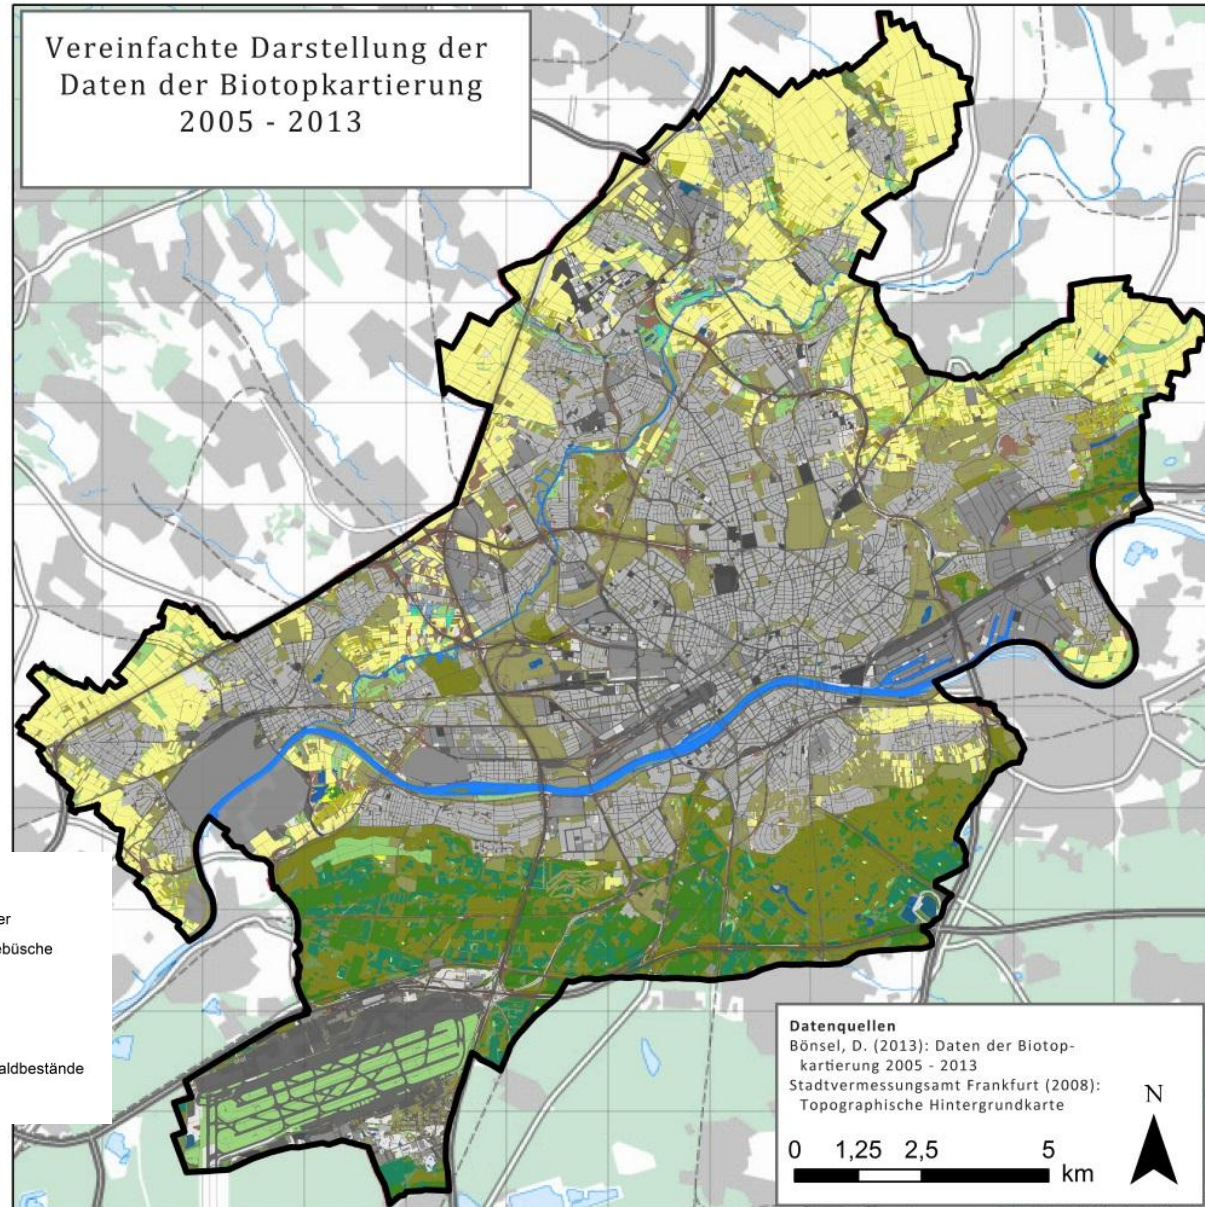 Vereinfachte Darstellung der
Daten der Biotopkartierung
2005 - 2013
er
ebüsche
aldbestände
Datenquellen
Bönsel, D. (2013): Daten der Biotop-
kartierung 2005 - 2013
Stadtvermessungsamt Frankfurt (2008):
Topographische Hintergrundkarte
N
0 1,25 2,5 5
km